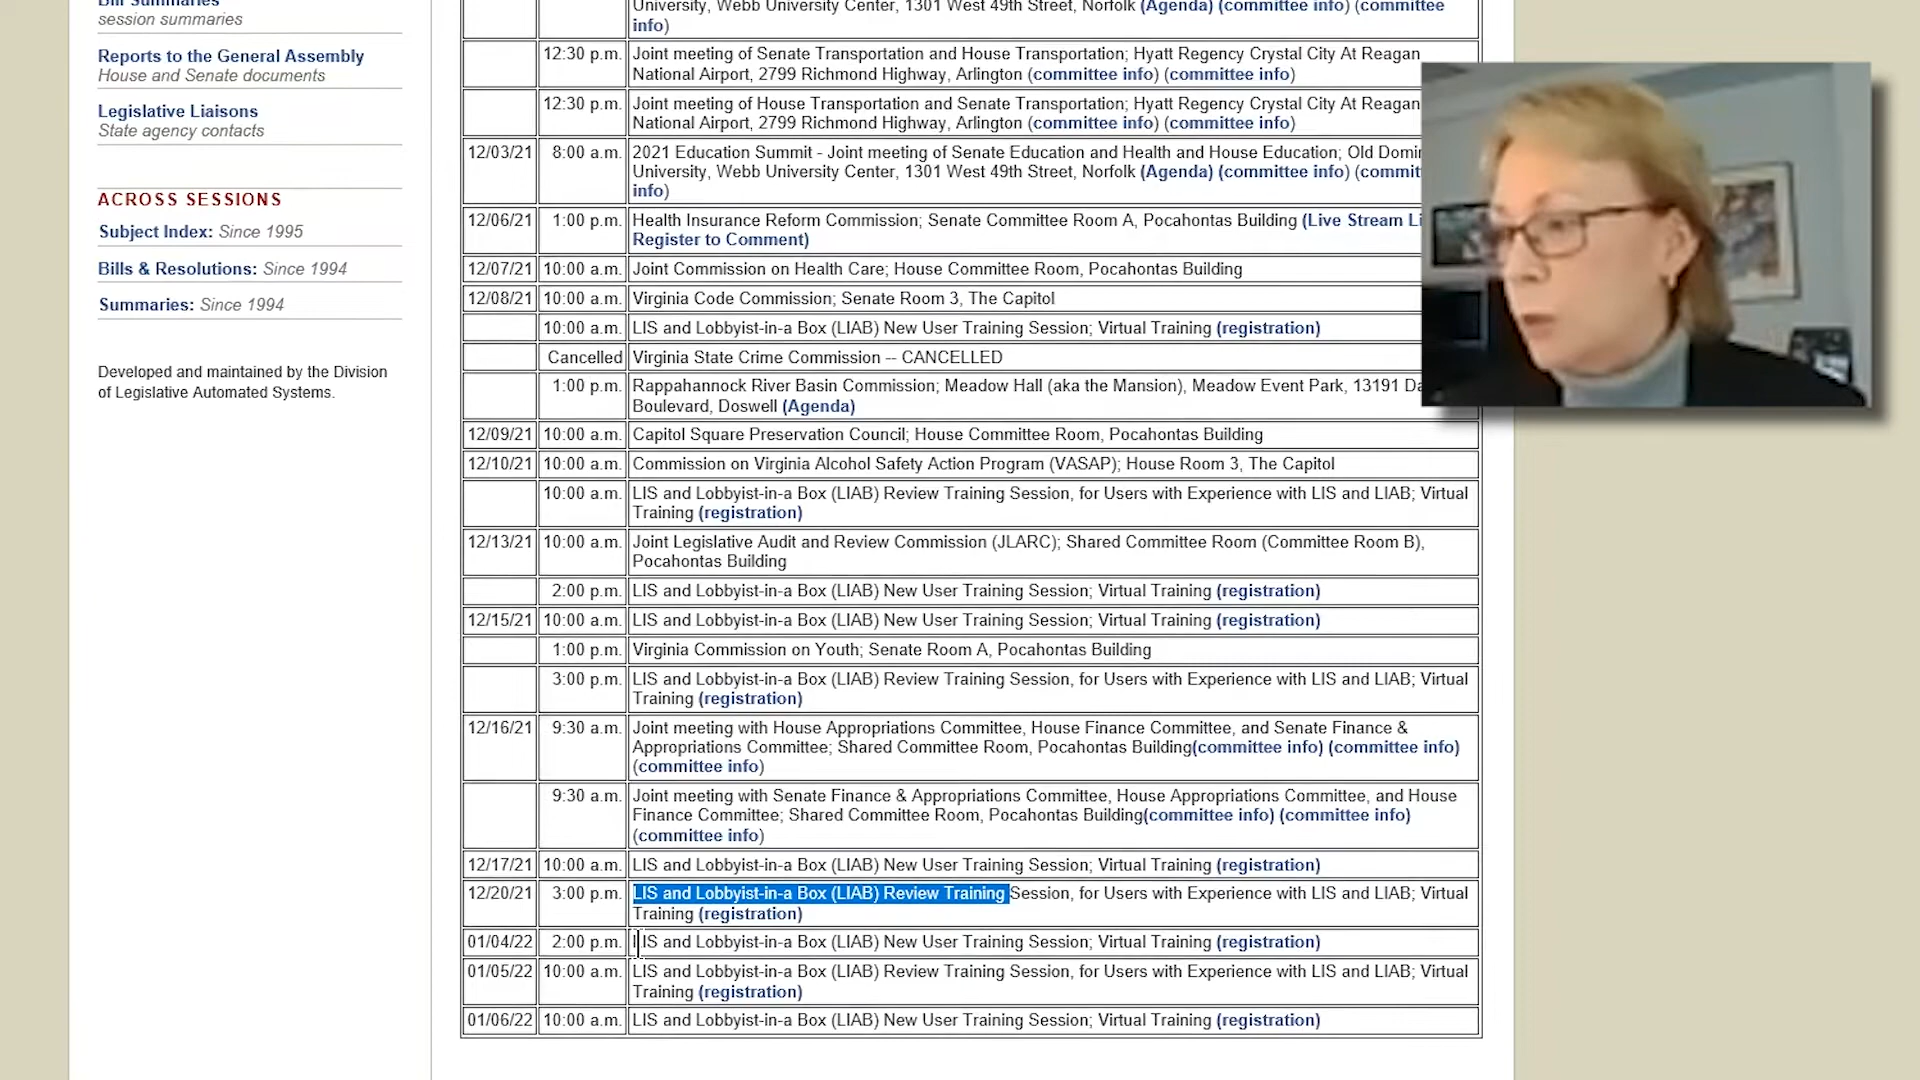 Bill Summaries
session summaries
Reports to the General Assembly
House and Senate documents
Legislative Liaisons
State agency contacts
ACROSS SESSIONS
Subject Index: Since 1995
Bills & Resolutions: Since 1994
Summaries: Since 1994
Developed and maintained by the Division
of Legislative Automated Systems.
University, Webb University Center, 1301 West 49th Street, Norfolk (Agenda) (committee info) (committee
info)
12:30 p.m. Joint meeting of Senate Transportation and House Transportation; Hyatt Regency Crystal City At Reagan
National Airport, 2799 Richmond Highway, Arlington (committee info) (committee info)
12:30 p.m. Joint meeting of House Transportation and Senate Transportation; Hyatt Regency Crystal City At Reagan
National Airport, 2799 Richmond Highway, Arlington (committee info) (committee info)
12/03/21 8:00 a.m. 2021 Education Summit - Joint meeting of Senate Education and Health and House Education; Old Domi
University, Webb University Center, 1301 West 49th Street, Norfolk (Agenda) (committee info) (commit
info)
12/06/21 1:00 p.m. Health Insurance Reform Commission; Senate Committee Room A, Pocahontas Building (Live Stream Li
Register to Comment)
12/07/21 10:00 a.m. Joint Commission on Health Care; House Committee Room, Pocahontas Building
12/08/21 10:00 a.m. Virginia Code Commission; Senate Room 3, The Capitol
10:00 a.m. LIS and Lobbyist-in-a Box (LIAB) New User Training Session; Virtual Training (registration)
Cancelled Virginia State Crime Commission -- CANCELLED
1:00 p.m. Rappahannock River Basin Commission; Meadow Hall (aka the Mansion), Meadow Event Park, 13191 Da
Boulevard, Doswell (Agenda)
12/09/21 10:00 a.m. Capitol Square Preservation Council; House Committee Room, Pocahontas Building
12/10/21 10:00 a.m. Commission on Virginia Alcohol Safety Action Program (VASAP); House Room 3, The Capitol
10:00 a.m. LIS and Lobbyist-in-a Box (LIAB) Review Training Session, for Users with Experience with LIS and LIAB; Virtual
Training (registration)
12/13/21 10:00 a.m. Joint Legislative Audit and Review Commission (JLARC); Shared Committee Room (Committee Room B),
Pocahontas Building
2:00 p.m. LIS and Lobbyist-in-a Box (LIAB) New User Training Session; Virtual Training (registration)
12/15/21 10:00 a.m. LIS and Lobbyist-in-a Box (LIAB) New User Training Session; Virtual Training (registration)
1:00 p.m. Virginia Commission on Youth; Senate Room A, Pocahontas Building
3:00 p.m. LIS and Lobbyist-in-a Box (LIAB) Review Training Session, for Users with Experience with LIS and LIAB; Virtual
Training (registration)
12/16/21 9:30 a.m. Joint meeting with House Appropriations Committee, House Finance Committee, and Senate Finance &
Appropriations Committee; Shared Committee Room, Pocahontas Building(committee info) (committee info)
(committee info)
9:30 a.m. Joint meeting with Senate Finance & Appropriations Committee, House Appropriations Committee, and House
Finance Committee; Shared Committee Room, Pocahontas Building(committee info) (committee info)
(committee info)
12/17/21 10:00 a.m. LIS and Lobbyist-in-a Box (LIAB) New User Training Session; Virtual Training (registration)
12/20/21 3:00 p.m. LIS and Lobbyist-in-a Box (LIAB) Review Training Session, for Users with Experience with LIS and LIAB; Virtual
Training (registration)
01/04/22 2:00 p.m. LIS and Lobbyist-in-a Box (LIAB) New User Training Session; Virtual Training (registration)
01/05/22 10:00 a.m. LIS and Lobbyist-in-a Box (LIAB) Review Training Session, for Users with Experience with LIS and LIAB; Virtual
Training (registration)
01/06/22 10:00 a.m. LIS and Lobbyist-in-a Box (LIAB) New User Training Session; Virtual Training (registration)